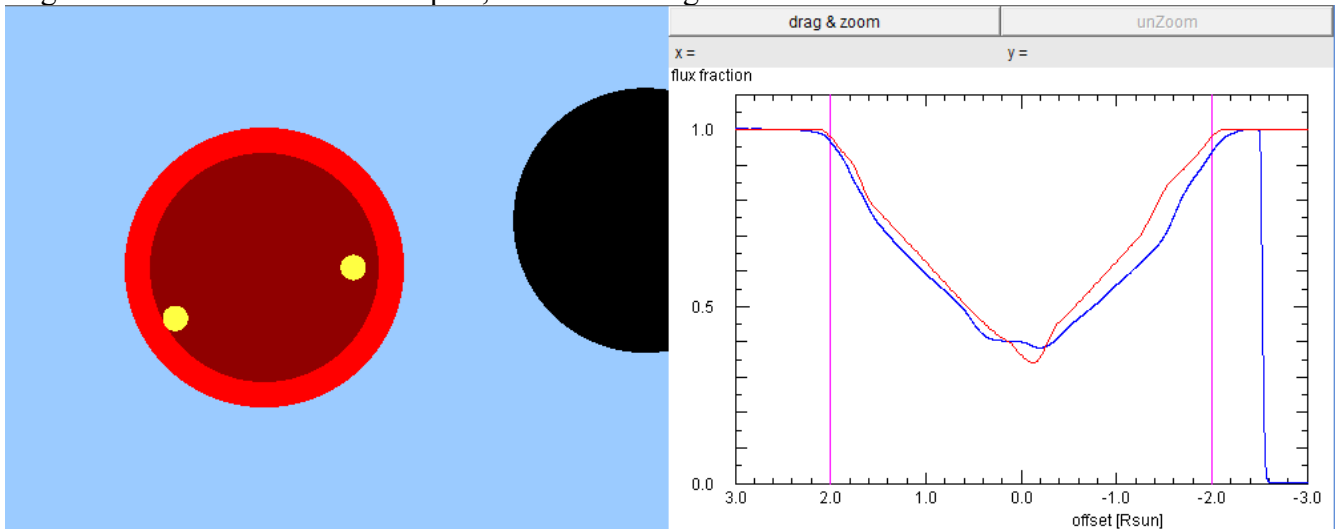 drag & zoom
unZoom
x =
y =
flux fraction
1.0
0.5
0.0
3.0 2.0 1.0 0.0 -1.0 -2.0 -3.0
offset [Rsun]